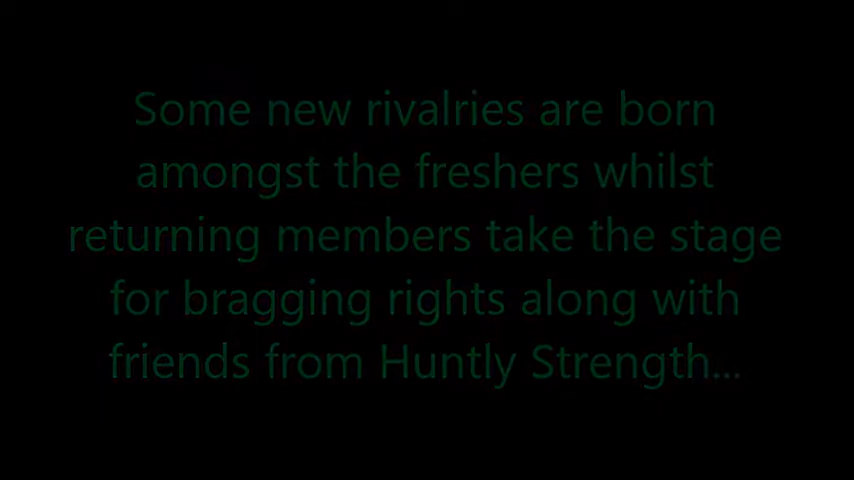 Some new rivalries are born
amongst the freshers whilst
returning members take the stage
for bragging rights along with
friends from Huntly Strength...